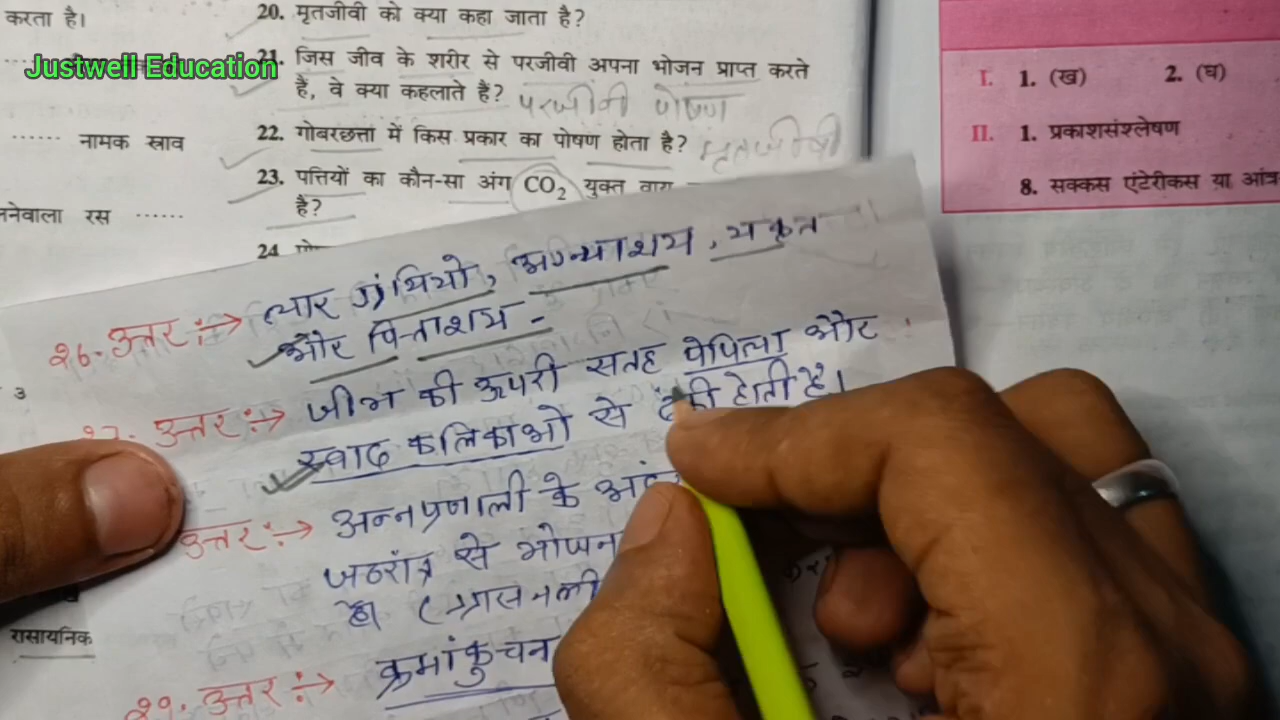 करता है।
20. मृतजीवी को क्या कहा जाता है?
Justwell Education
21. जिस जीव के शरीर से परजीवी अपना भोजन प्राप्त करते
हैं, वे क्या कहलाते हैं? परजीवी पोषण
नामक स्राव
22. गोबरछत्ता में किस प्रकार का पोषण होता है? मृतजीवी
23. पत्तियों का कौन-सा अंग CO₂ युक्त वायु
है?
रस ......
24
I. 1. (ख) 2. (घ)
II. 1. प्रकाशसंश्लेषण
8. सक्कस एंटेरीकस या आंत्र
3
रासायनिक
26. उत्तर :→ लार ग्रंथियो, अग्न्याशय, यकृत
और पित्ताशय -
27. उत्तर :→ जीभ की ऊपरी सतह पेपिला और
स्वाद कलिकाओ से ढकी होती है।
उत्तर :→ अन्नप्रणाली के
जठरांत्र से भोजन
है। (ग्रासनली
29. उत्तर :→ क्रमांकुचन